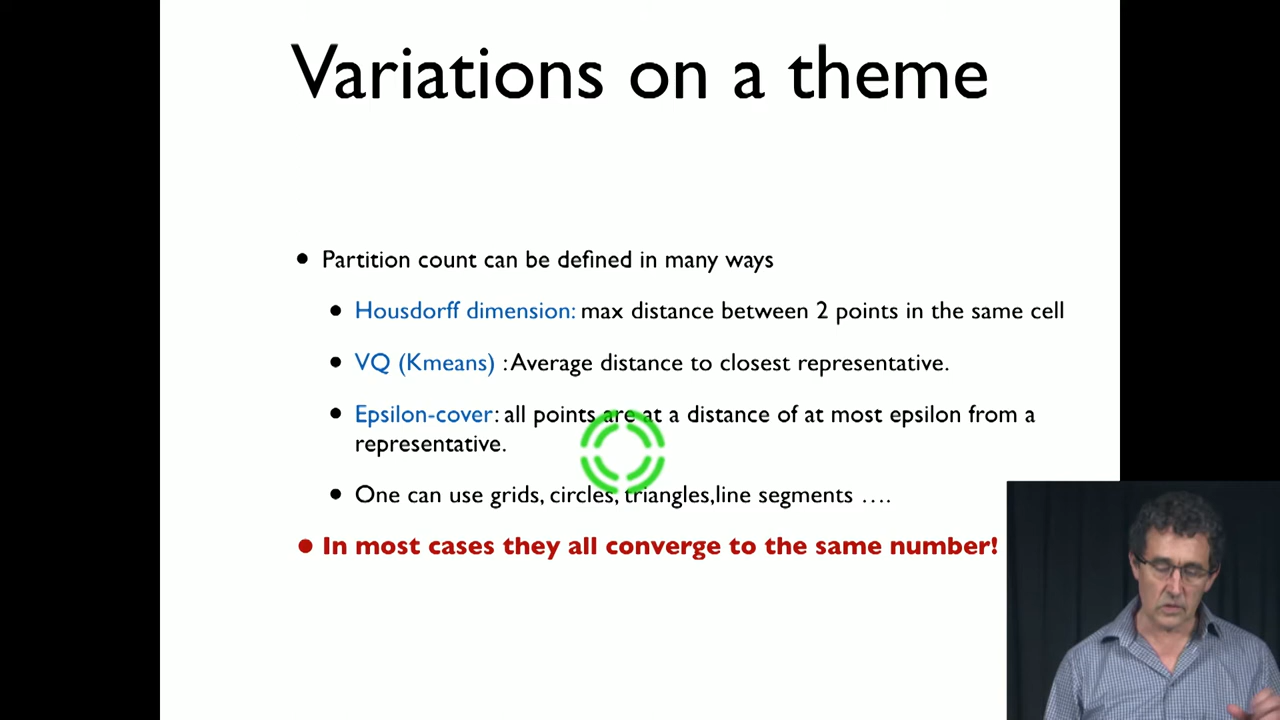 Variations on a theme
• Partition count can be defined in many ways
• Housdorff dimension: max distance between 2 points in the same cell
• VQ (Kmeans) : Average distance to closest representative.
• Epsilon-cover: all points are at a distance of at most epsilon from a
representative.
• One can use grids, circles, triangles,line segments ….
• In most cases they all converge to the same number!